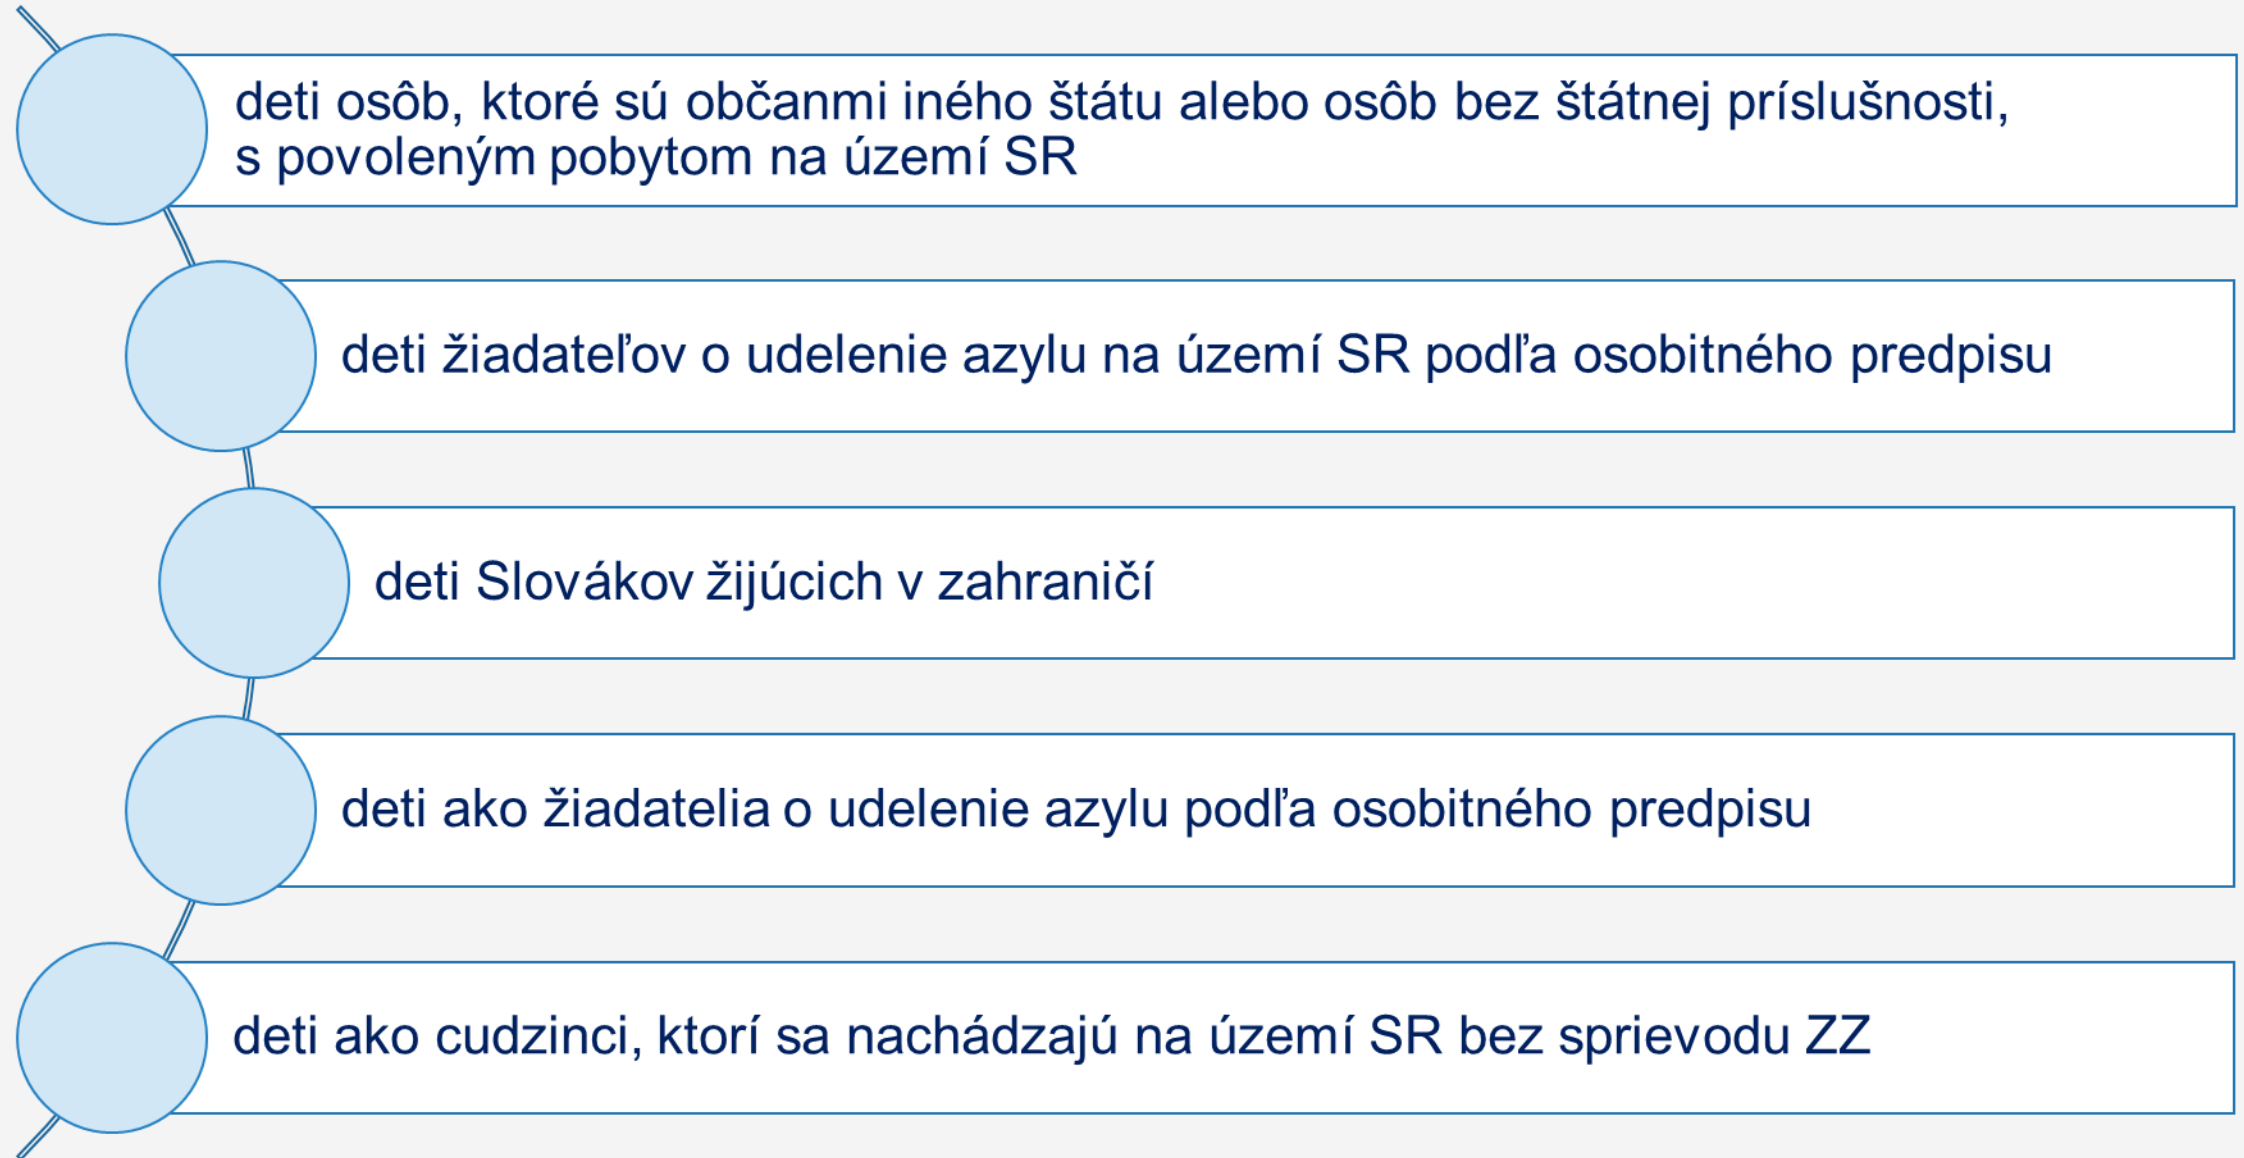 deti osôb, ktoré sú občanmi iného štátu alebo osôb bez štátnej príslušnosti,
s povoleným pobytom na území SR
deti žiadateľov o udelenie azylu na území SR podľa osobitného predpisu
deti Slovákov žijúcich v zahraničí
deti ako žiadatelia o udelenie azylu podľa osobitného predpisu
deti ako cudzinci, ktorí sa nachádzajú na území SR bez sprievodu ZZ